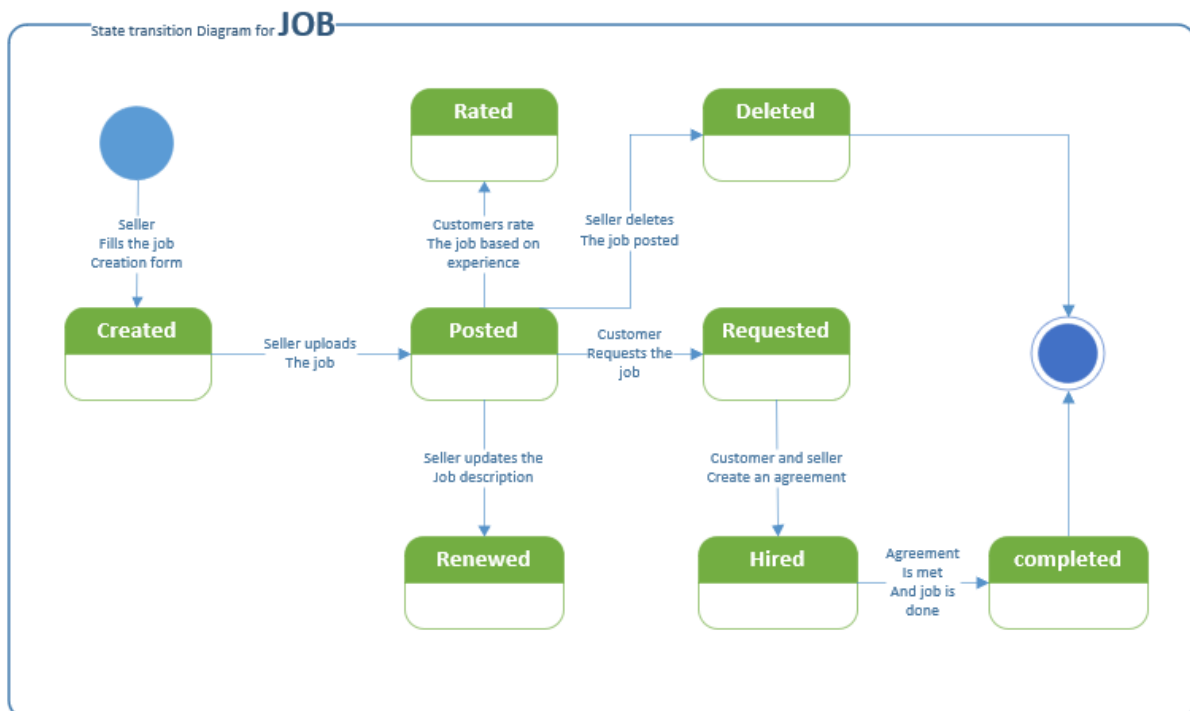 State transition Diagram for JOB
Rated
Deleted
Seller
Fills the job
Creation form
Customers rate
The job based on
experience
Seller deletes
The job posted
Created
Seller uploads
The job
Posted
Customer
Requests the
job
Requested
Seller updates the
Job description
Customer and seller
Create an agreement
Renewed
Hired
Agreement
Is met
And job is
done
completed